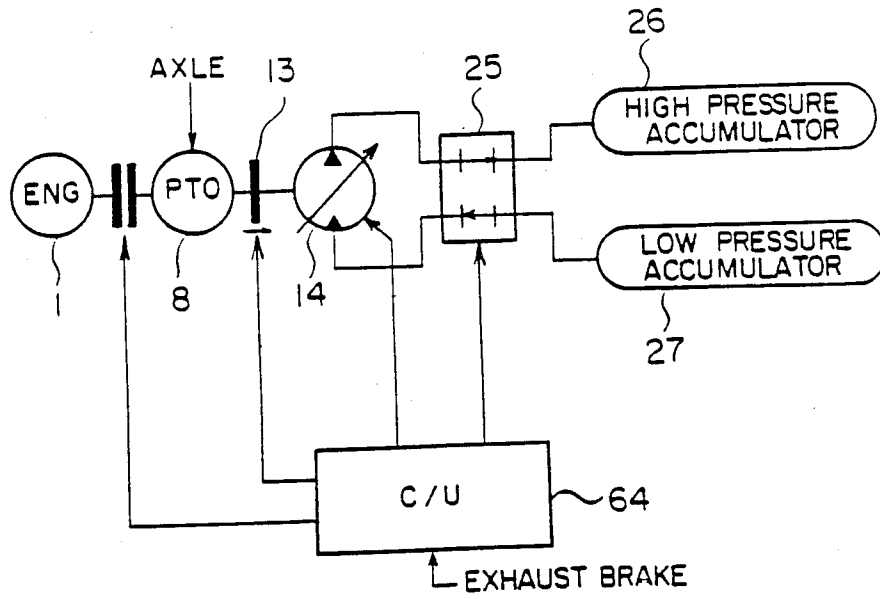 26
AXLE
13
25
HIGH PRESSURE
ACCUMULATOR
ENG
PTO
LOW PRESSURE
ACCUMULATOR
1
8
14
27
C/U
64
EXHAUST BRAKE